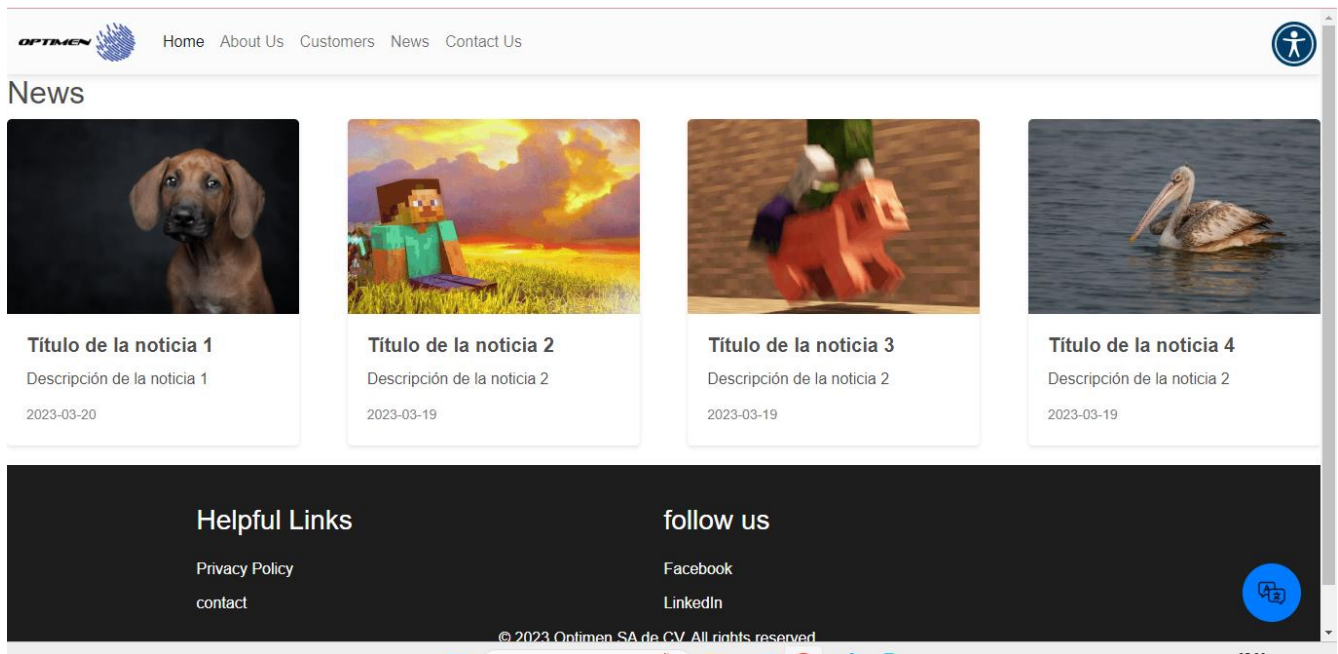 OPTIMEN
Home About Us Customers News Contact Us
News
Título de la noticia 1
Descripción de la noticia 1
2023-03-20
Título de la noticia 2
Descripción de la noticia 2
2023-03-19
Título de la noticia 3
Descripción de la noticia 2
2023-03-19
Título de la noticia 4
Descripción de la noticia 2
2023-03-19
Helpful Links
Privacy Policy
contact
follow us
Facebook
LinkedIn
© 2023 Optimen SA de CV. All rights reserved